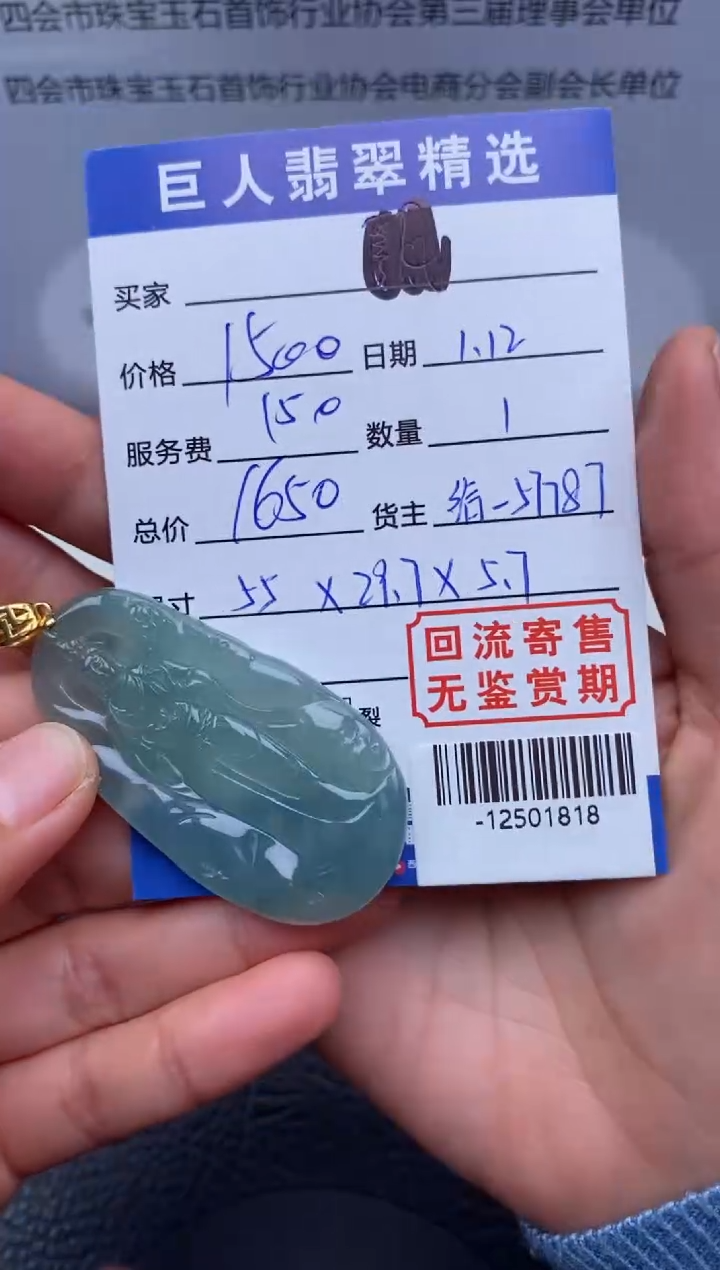 四会市珠宝玉石首饰行业协会第三届理事会单位
四会市珠宝玉石首饰行业协会电商分会副会长单位
巨人翡翠精选
买家
价格 1500 日期 1.12
服务费 150 数量 1
总价 1650 货主 -57787
寸 55 X 29.7 X 5.7
回流寄售
无鉴赏期
裂
-12501818